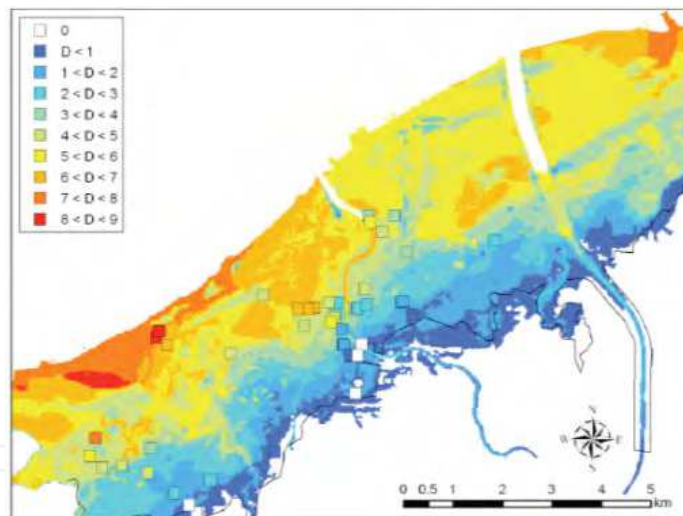 0
D < 1
1 < D < 2
2 < D < 3
3 < D < 4
4 < D < 5
5 < D < 6
6 < D < 7
7 < D < 8
8 < D < 9
N
W E
S
0 0.5 1 2 3 4 5
km